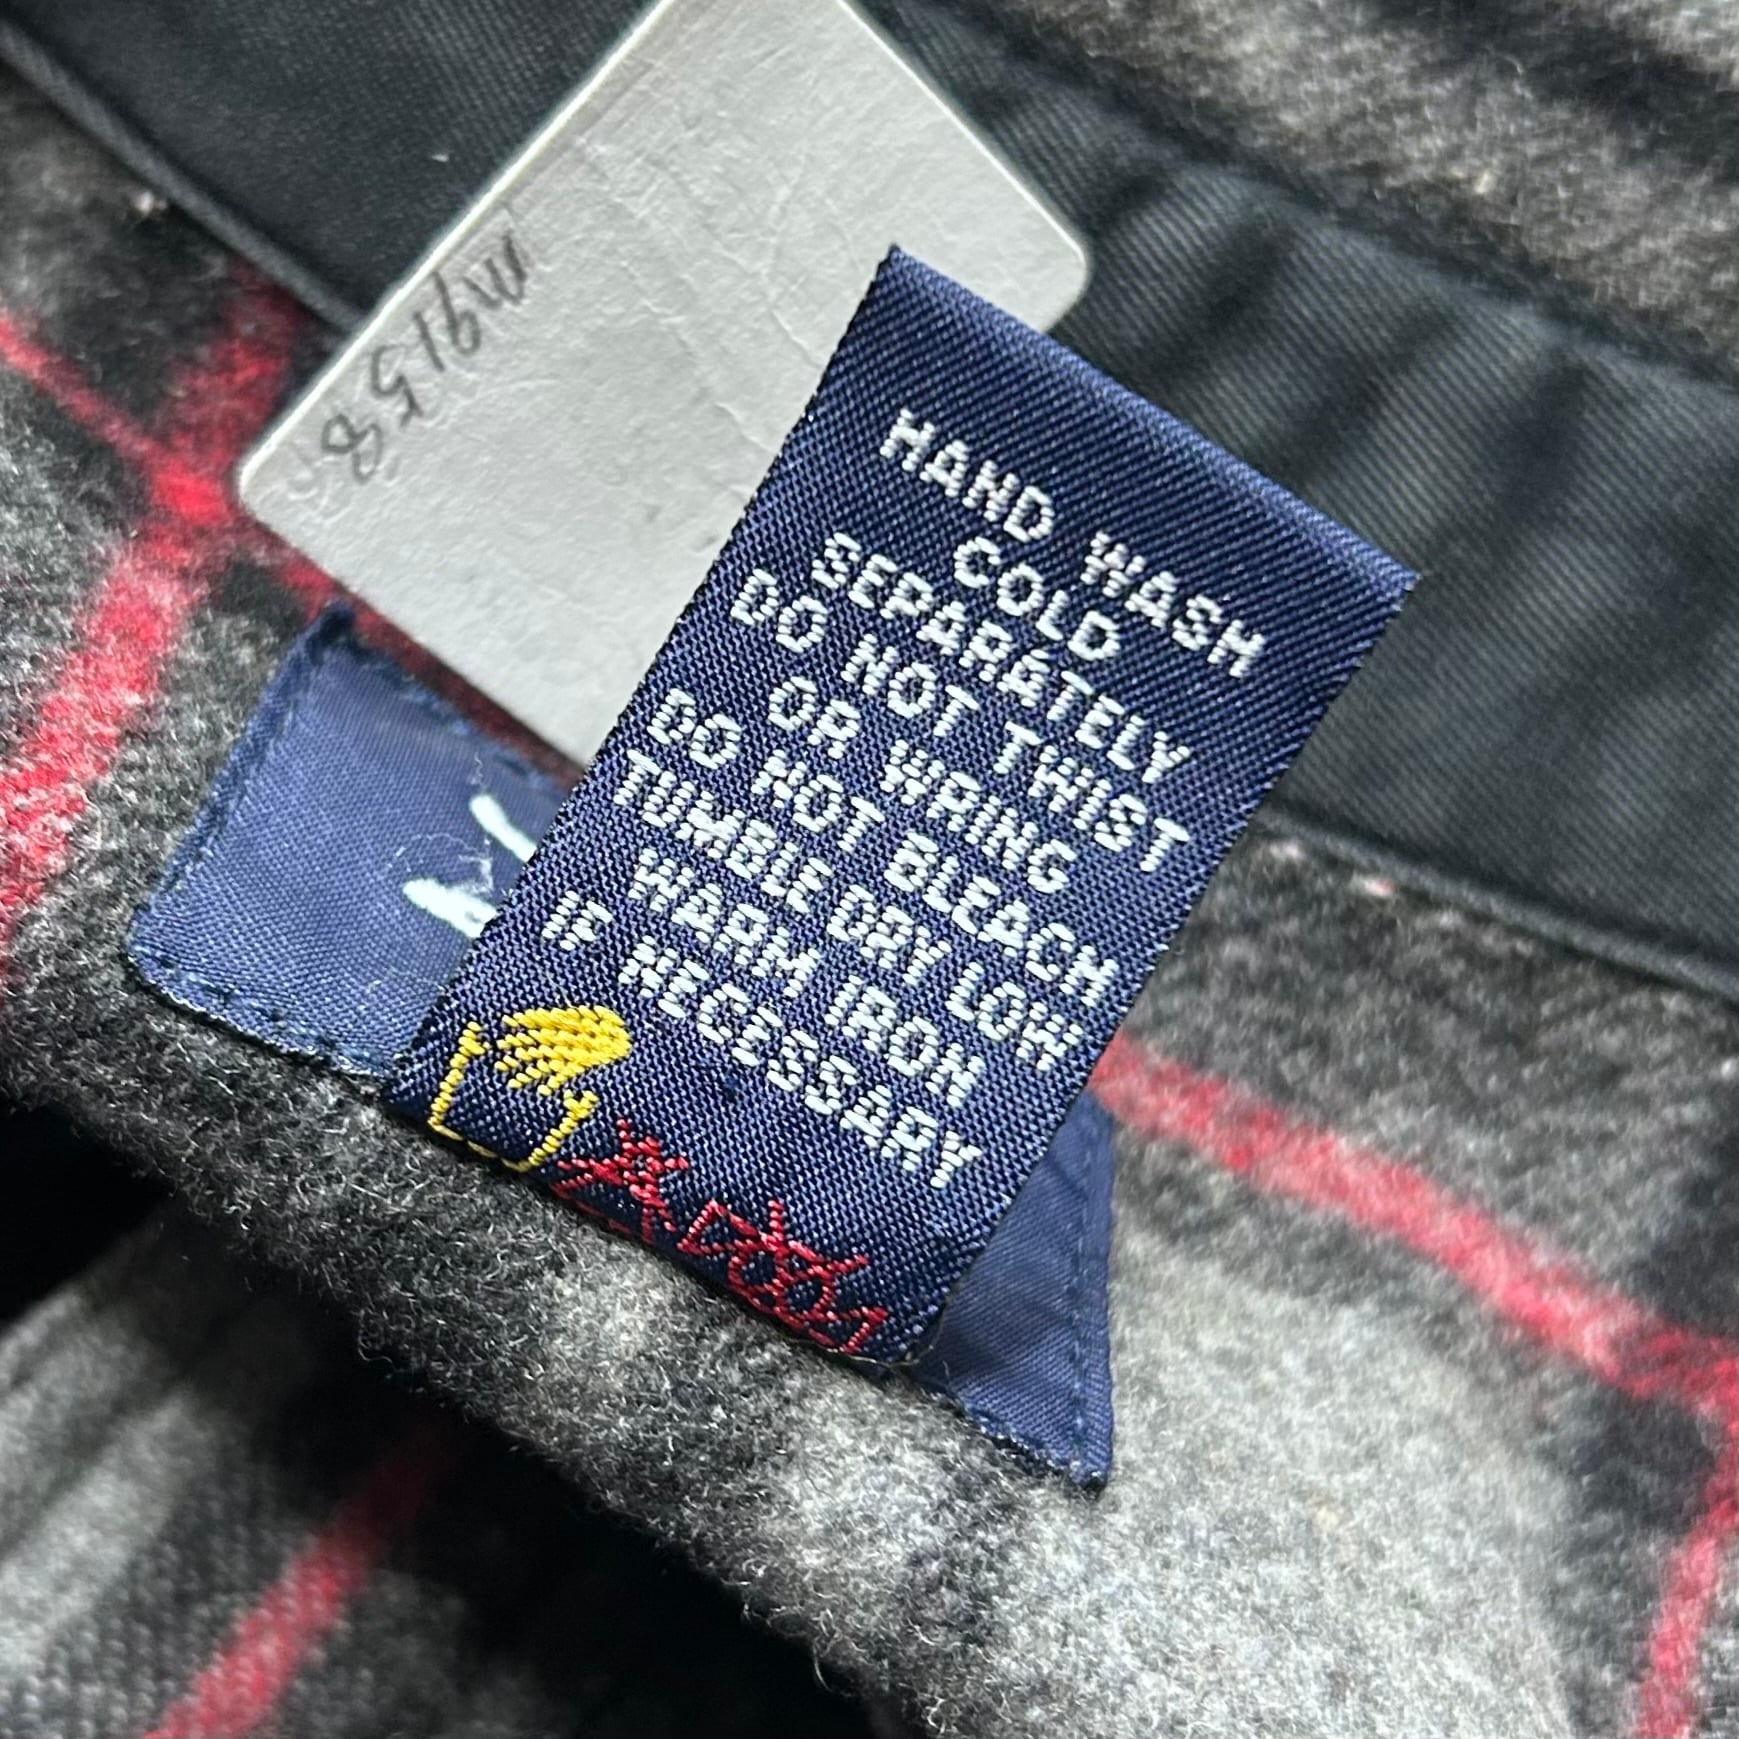 m9158
HAND WASH
COLD
SEPARATELY
DO NOT TWIST
OR WRING
DO NOT BLEACH
TUMBLE DRY LOW
WARM IRON
IF NECESSARY